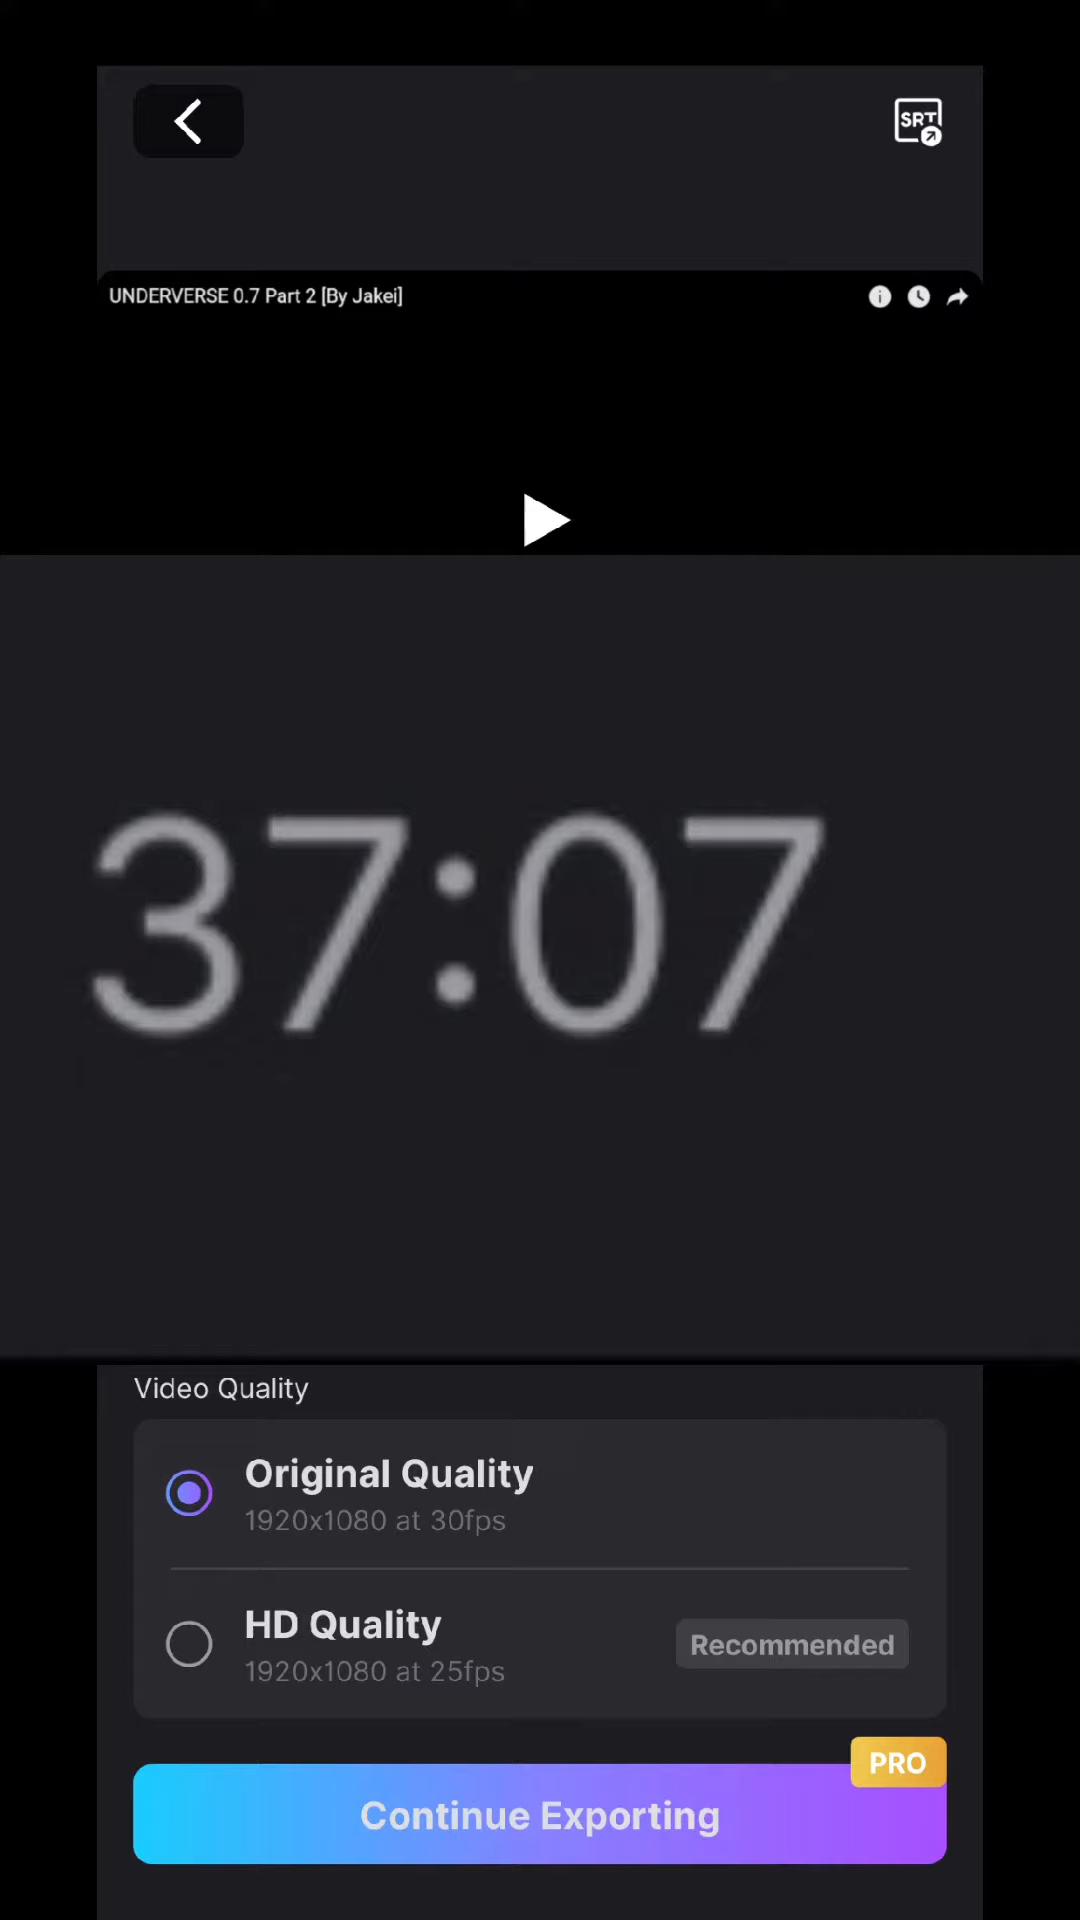 SRT
UNDERVERSE 0.7 Part 2 [By Jakei]
37:07
Video Quality
Original Quality
1920x1080 at 30fps
HD Quality
1920x1080 at 25fps
Recommended
PRO
Continue Exporting